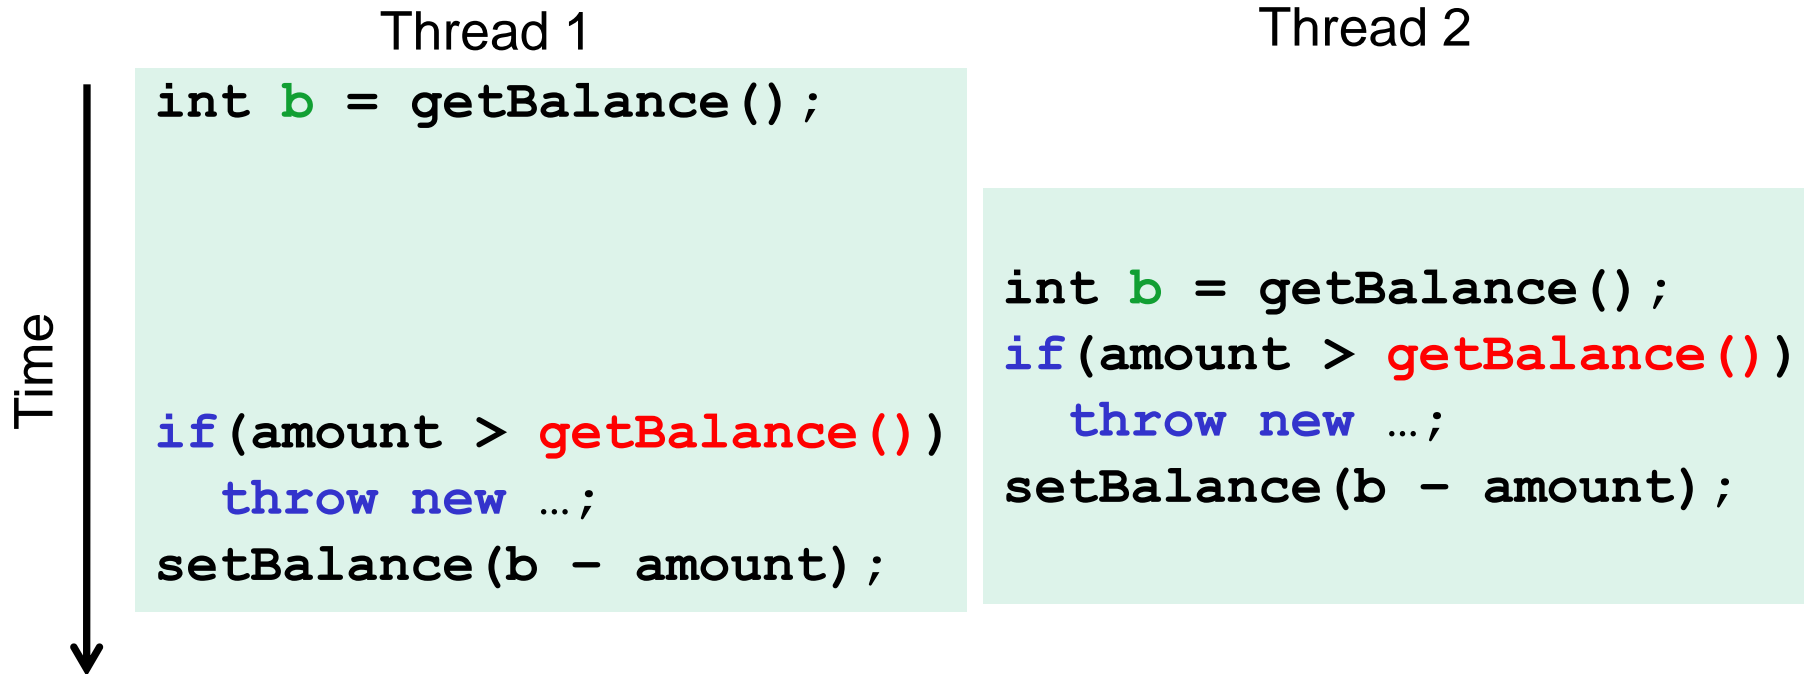 Thread 1
Thread 2
Time
int b = getBalance();
if(amount > getBalance())
  throw new …;
setBalance(b – amount);
int b = getBalance();
if(amount > getBalance())
  throw new …;
setBalance(b – amount);